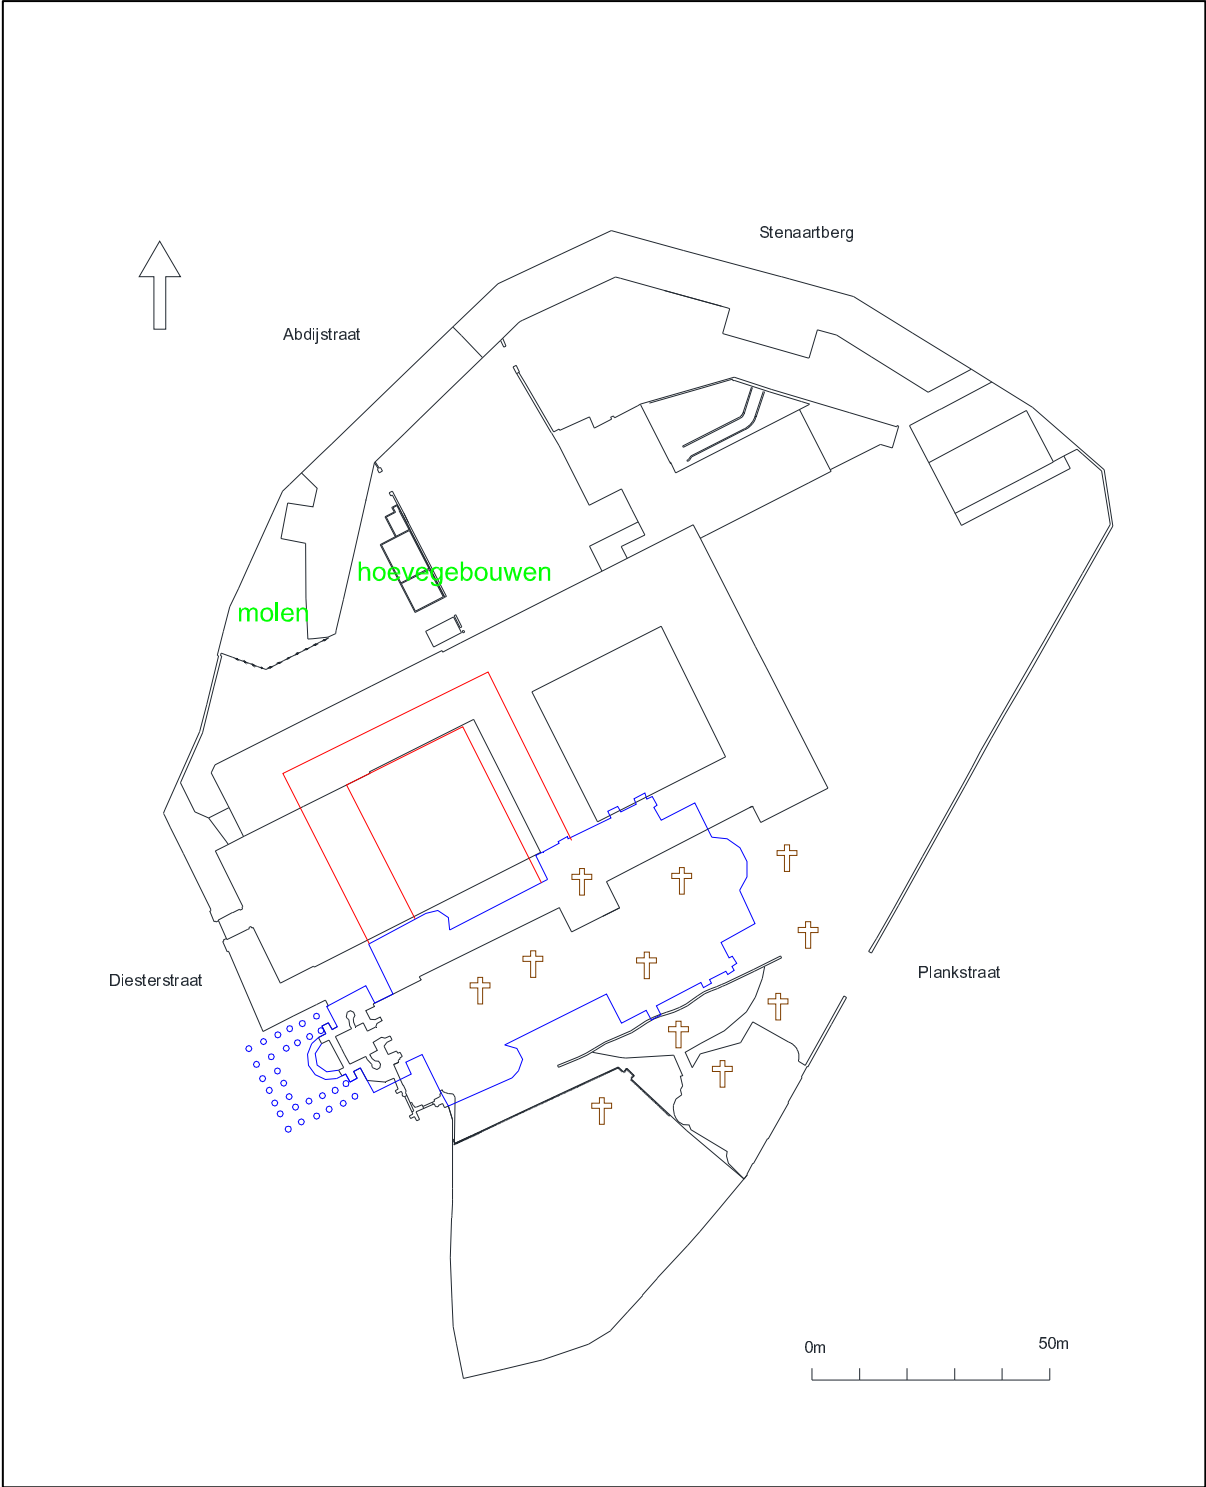 Stenaartberg
Abdijstraat
hoevegebouwen
molen
Diesterstraat
Plankstraat
0m 50m